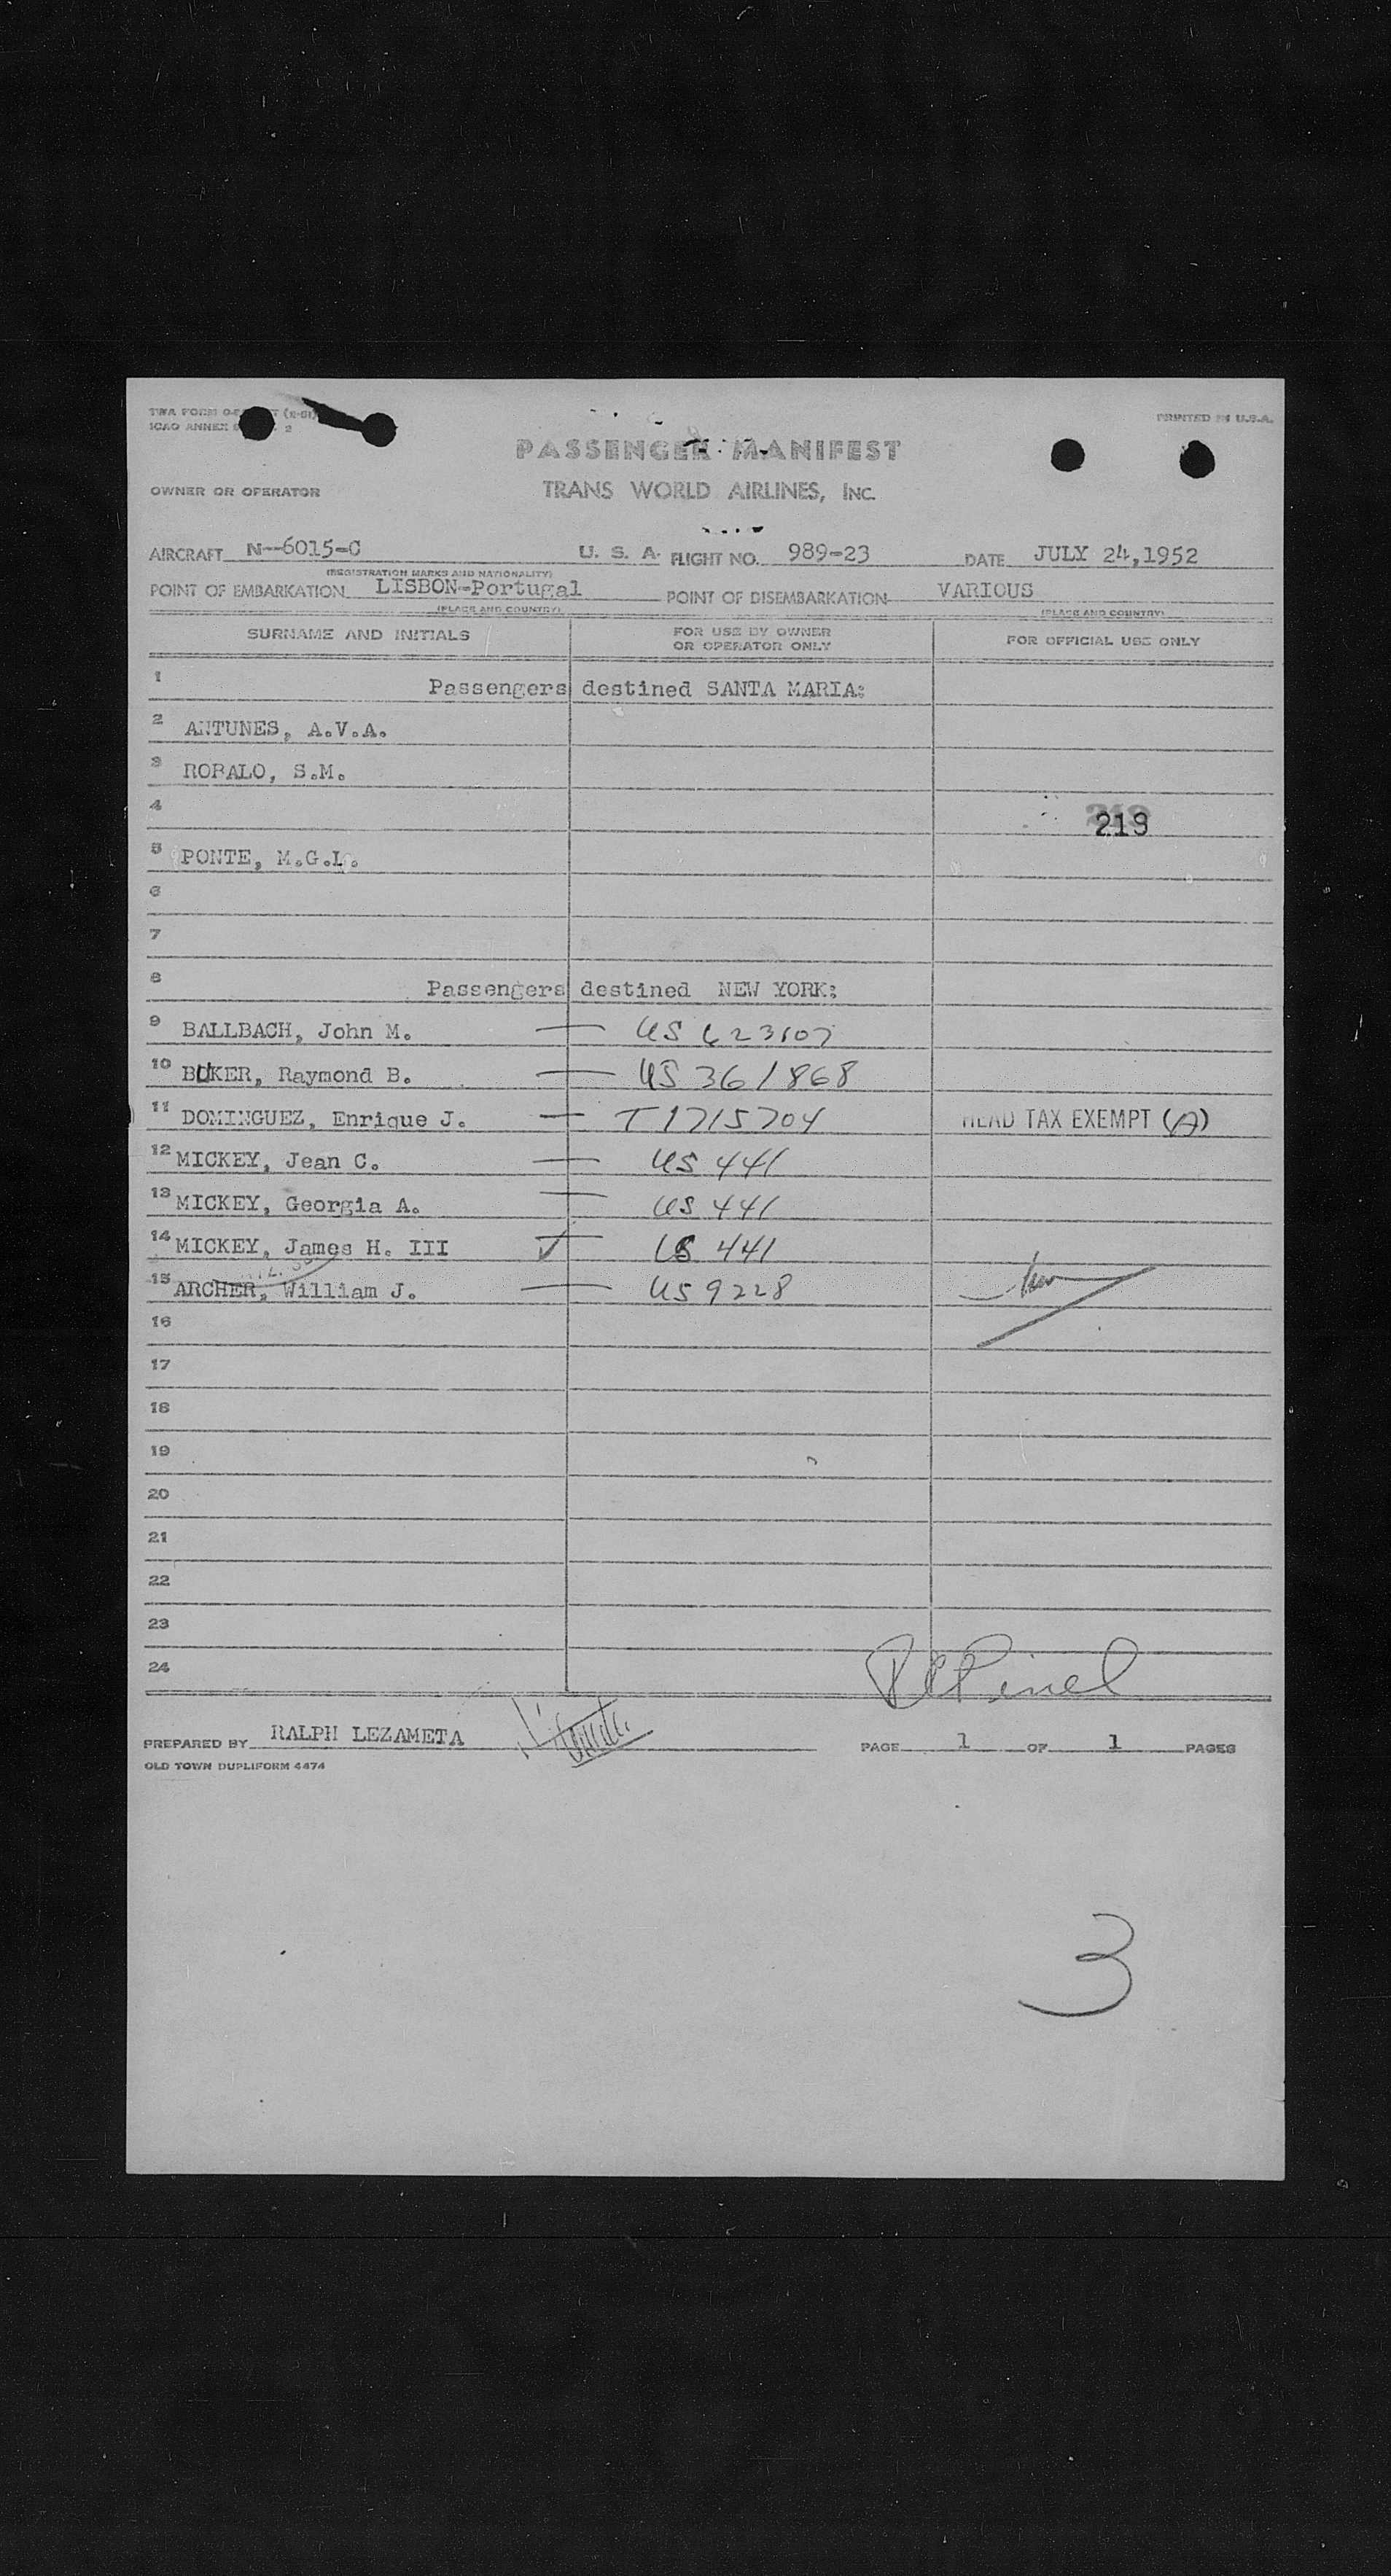 TWA FORM
ICAO ANNEX 2
PRINTED IN U.S.A.
PASSENGER MANIFEST
OWNER OR OPERATOR TRANS WORLD AIRLINES, INC.
AIRCRAFT N--6015-C U. S. A. FLIGHT NO. 989-23 DATE JULY 24,1952
(REGISTRATION MARKS AND NATIONALITY)
POINT OF EMBARKATION LISBON-Portugal POINT OF DISEMBARKATION VARIOUS
(PLACE AND COUNTRY) (PLACE AND COUNTRY)
SURNAME AND INITIALS FOR USE BY OWNER OR OPERATOR ONLY FOR OFFICIAL USE ONLY
1 Passengers destined SANTA MARIA:
2 ANTUNES, A.V.A.
3 ROBALO, S.M.
4 219
5 PONTE, M.G.L.
6
7
8 Passengers destined NEW YORK:
9 BALLBACH, John M. — US 623107
10 BUKER, Raymond B. — US 361868
11 DOMINGUEZ, Enrique J. — T1715704 HEAD TAX EXEMPT (A)
12 MICKEY, Jean C. — US 441
13 MICKEY, Georgia A. — US 441
14 MICKEY, James H. III ✓ US 441
15 ARCHER, William J. — US 9228
16
17
18
19
20
21
22
23
24
PREPARED BY RALPH LEZAMETA PAGE 1 OF 1 PAGES
OLD TOWN DUPLIFORM 4474
3